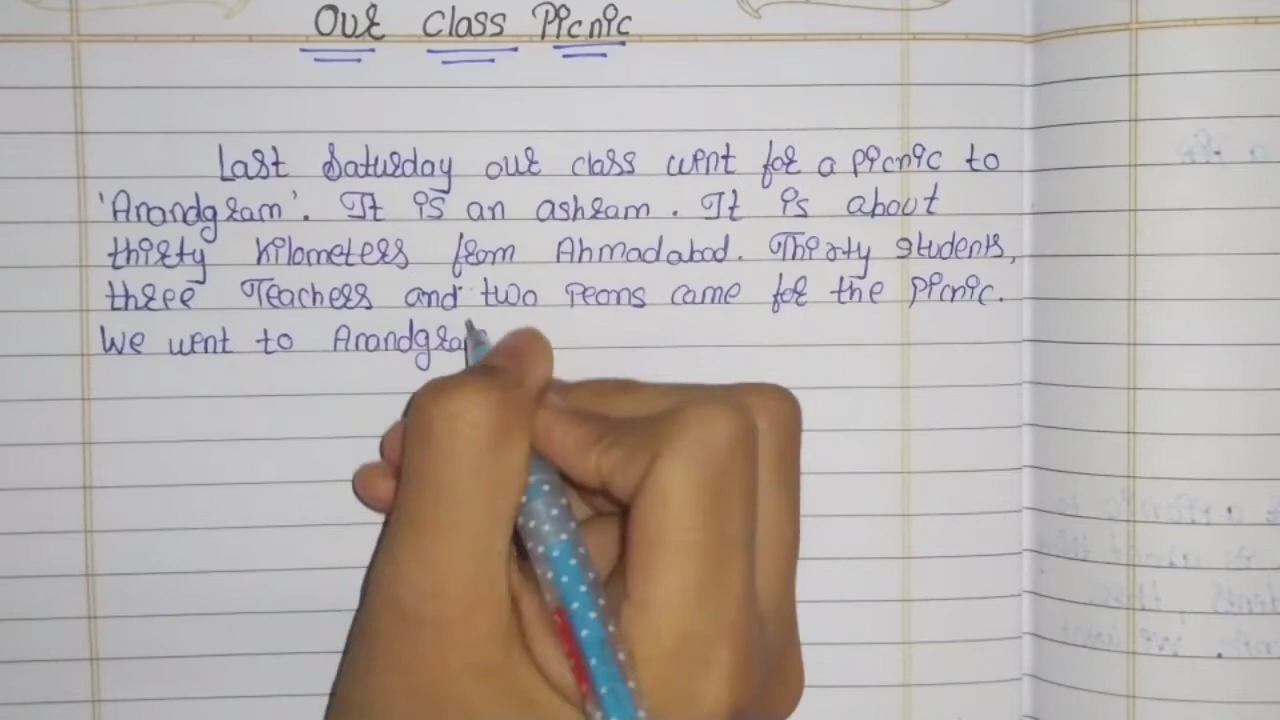 Our Class Picnic
Last Saturday our class went for a picnic to
'Anandgram'. It is an ashram. It is about
thirty kilometers from Ahmadabad. Thirty students,
three Teachers and two Peons came for the picnic.
We went to Anandgram